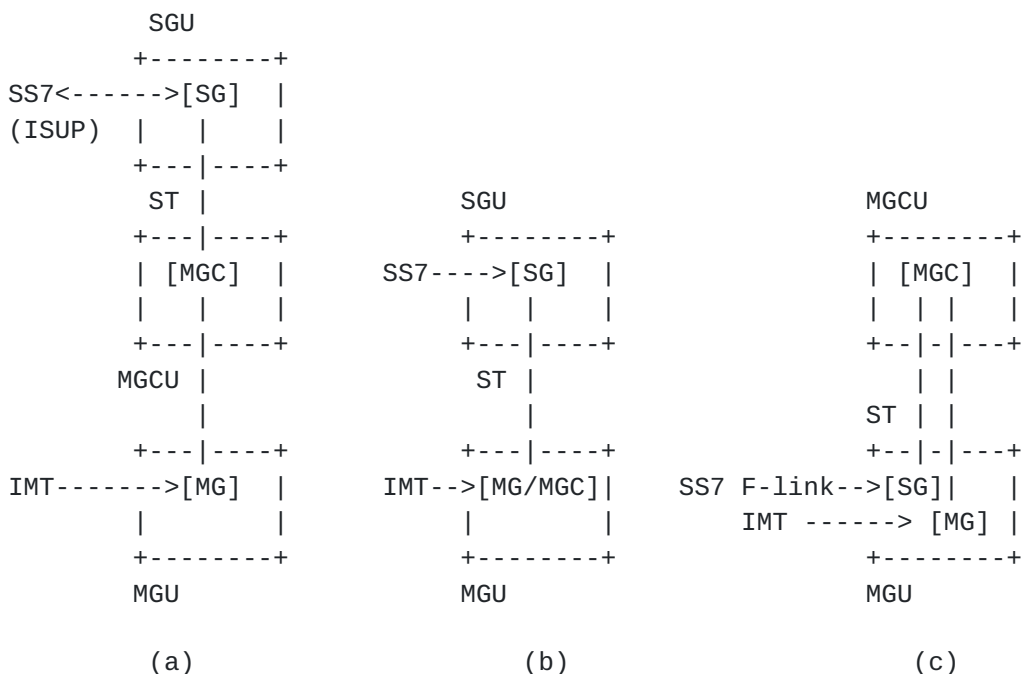 SGU
         +--------+
SS7<------>[SG]  |
(ISUP)  |   |    |
        +---|----+
         ST |                SGU                       MGCU
        +---|----+           +--------+                +--------+
        | [MGC]  |      SS7---->[SG]  |                | [MGC]  |
        |   |    |           |   |    |                |  | |   |
        +---|----+           +---|----+                +--|-|---+
       MGCU |                 ST |                        | |
            |                    |                     ST | |
        +---|----+           +---|----+                +--|-|---+
IMT------->[MG]  |      IMT-->[MG/MGC]|    SS7 F-link-->[SG]|   |
        |        |           |        |        IMT ------> [MG] |
        +--------+           +--------+                +--------+
        MGU                  MGU                       MGU
         (a)                     (b)                      (c)